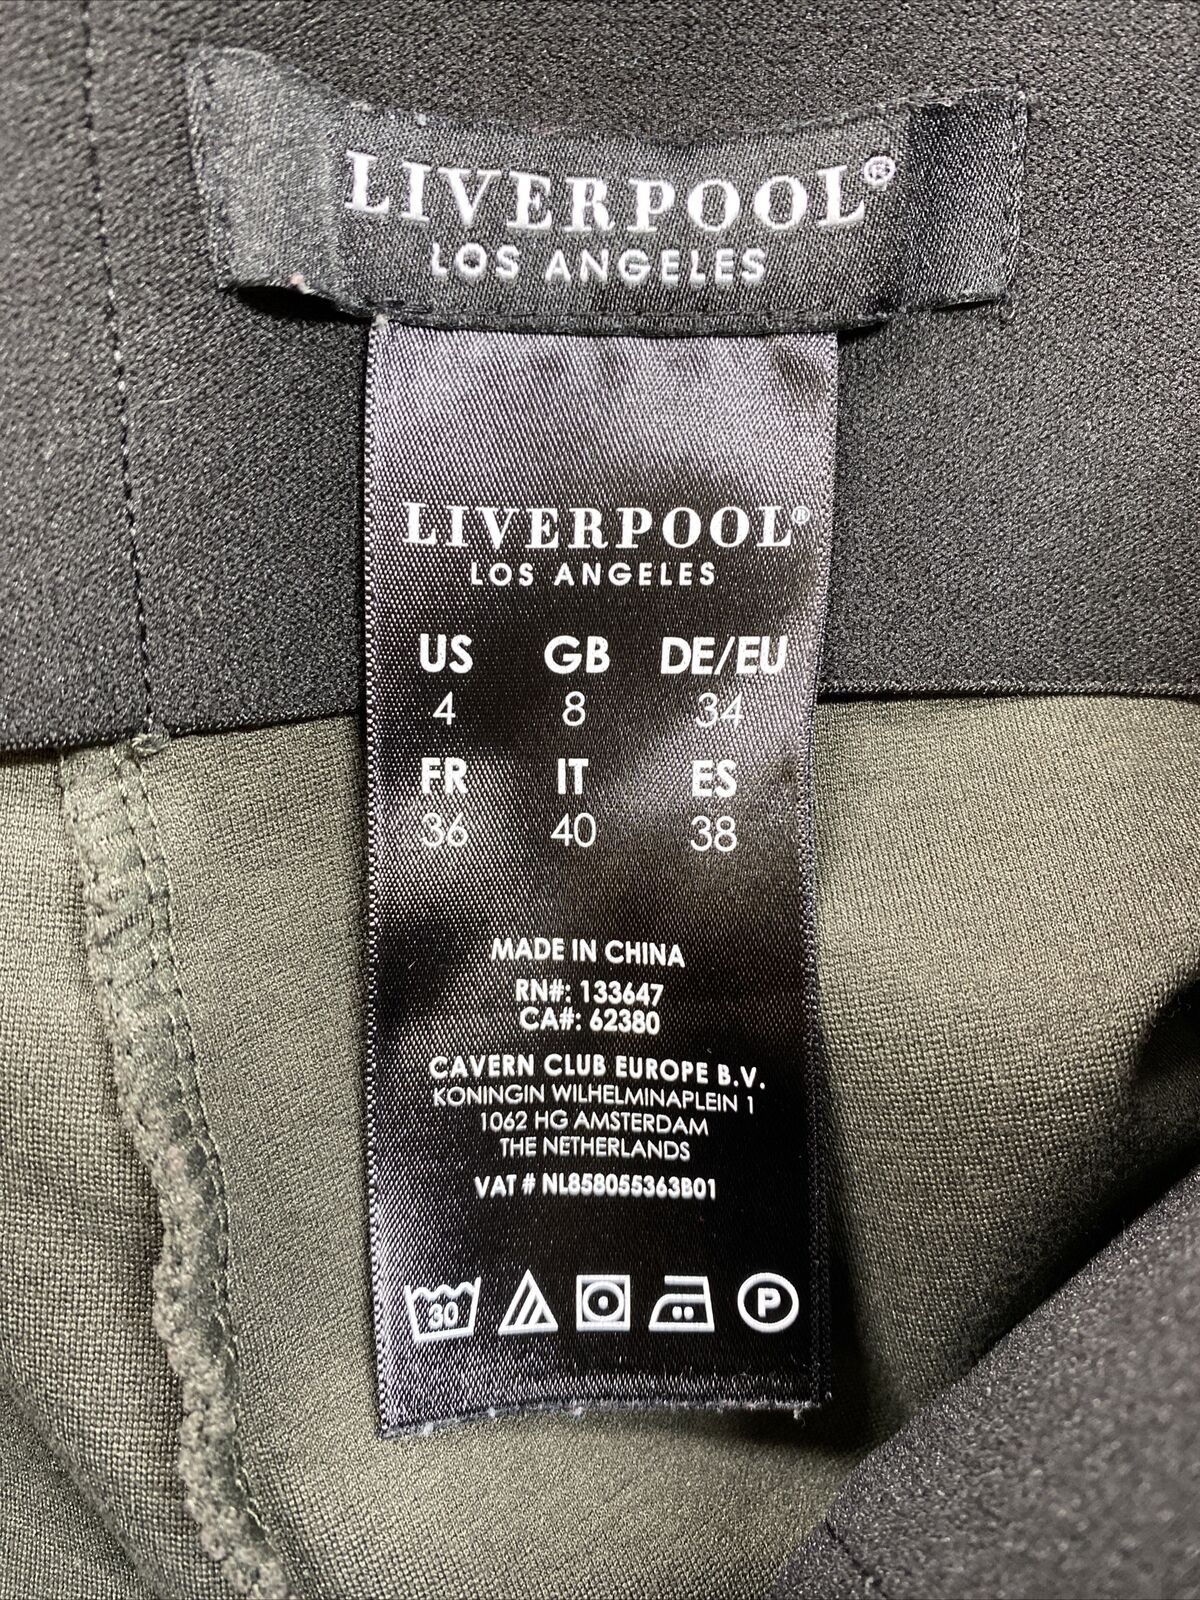 LIVERPOOL®
LOS ANGELES
LIVERPOOL®
LOS ANGELES
US GB DE/EU
4 8 34
FR IT ES
36 40 38
MADE IN CHINA
RN#: 133647
CA#: 62380
CAVERN CLUB EUROPE B.V.
KONINGIN WILHELMINAPLEIN 1
1062 HG AMSTERDAM
THE NETHERLANDS
VAT # NL858055363B01
30 P